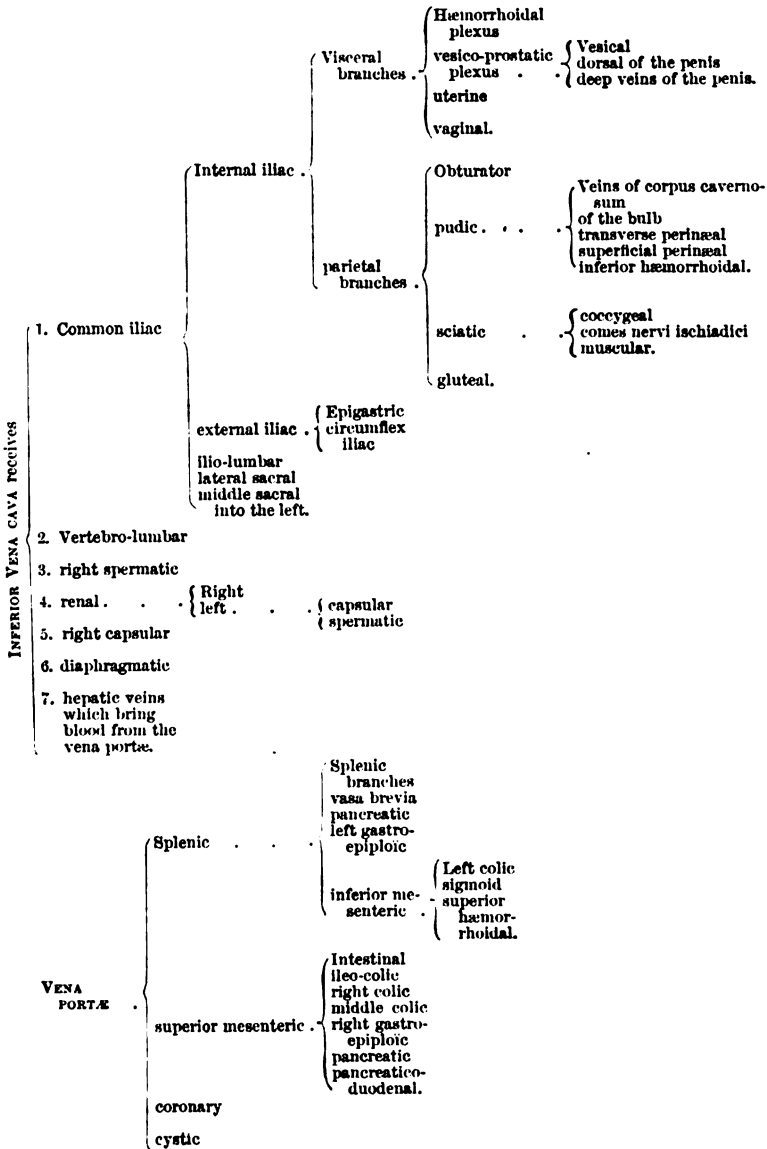 INFERIOR VENA CAVA receives
1. Common iliac
Internal iliac .
Visceral
branches .
Hæmorrhoidal
plexus
vesico-prostatic
plexus . .
Vesical
dorsal of the penis
deep veins of the penis.
uterine
vaginal.
parietal
branches .
Obturator
pudic . . . .
Veins of corpus caverno-
sum
of the bulb
transverse perinæal
superficial perinæal
inferior hæmorrhoidal.
sciatic . .
coccygeal
comes nervi ischiadici
muscular.
gluteal.
external iliac .
Epigastric
circumflex
iliac
ilio-lumbar
lateral sacral
middle sacral
into the left.
2. Vertebro-lumbar
3. right spermatic
4. renal . . .
Right
left . . .
capsular
spermatic
5. right capsular
6. diaphragmatic
7. hepatic veins
which bring
blood from the
vena portæ.
VENA
PORTÆ .
Splenic . . .
Splenic
branches
vasa brevia
pancreatic
left gastro-
epiploïc
inferior me-
senteric .
Left colic
sigmoid
superior
hæmor-
rhoidal.
superior mesenteric .
Intestinal
ileo-colic
right colic
middle colic
right gastro-
epiploïc
pancreatic
pancreatico-
duodenal.
coronary
cystic